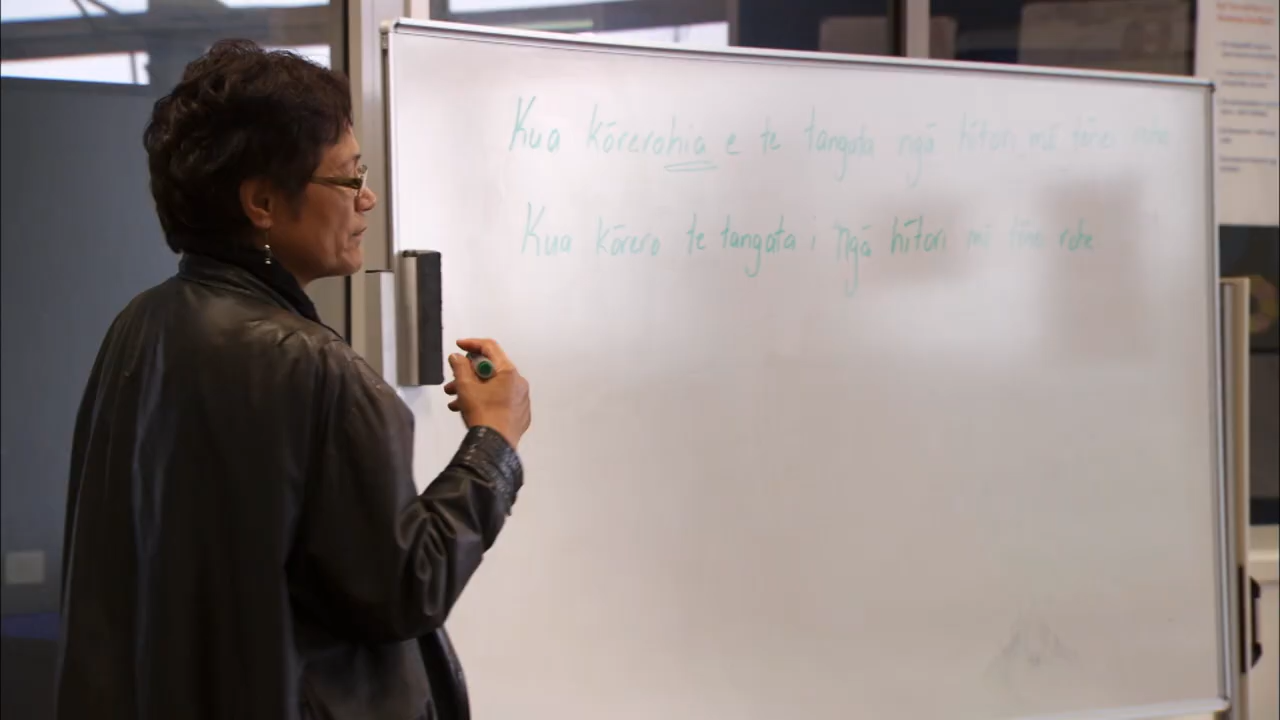 Kua kōrerohia e te tangata ngā hītori mō tēnei rohe
Kua kōrero te tangata i ngā hītori mō tēnei rohe